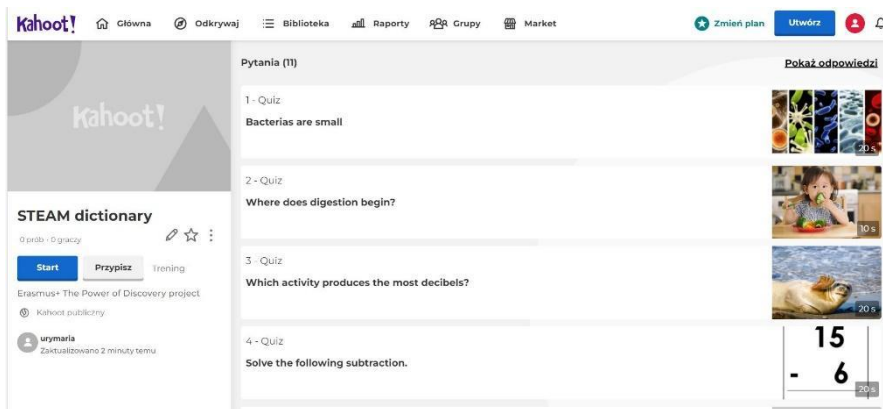 Kahoot!
Główna
Odkrywaj
Biblioteka
Raporty
Grupy
Market
Zmień plan
Utwórz
Kahoot!
STEAM dictionary
0 prób · 0 graczy
Start
Przypisz
Trening
Erasmus+ The Power of Discovery project
Kahoot publiczny
urymaria
Zaktualizowano 2 minuty temu
Pytania (11)
Pokaż odpowiedzi
1 - Quiz
Bacterias are small
20 s
2 - Quiz
Where does digestion begin?
10 s
3 - Quiz
Which activity produces the most decibels?
20 s
4 - Quiz
Solve the following subtraction.
15
- 6
20 s